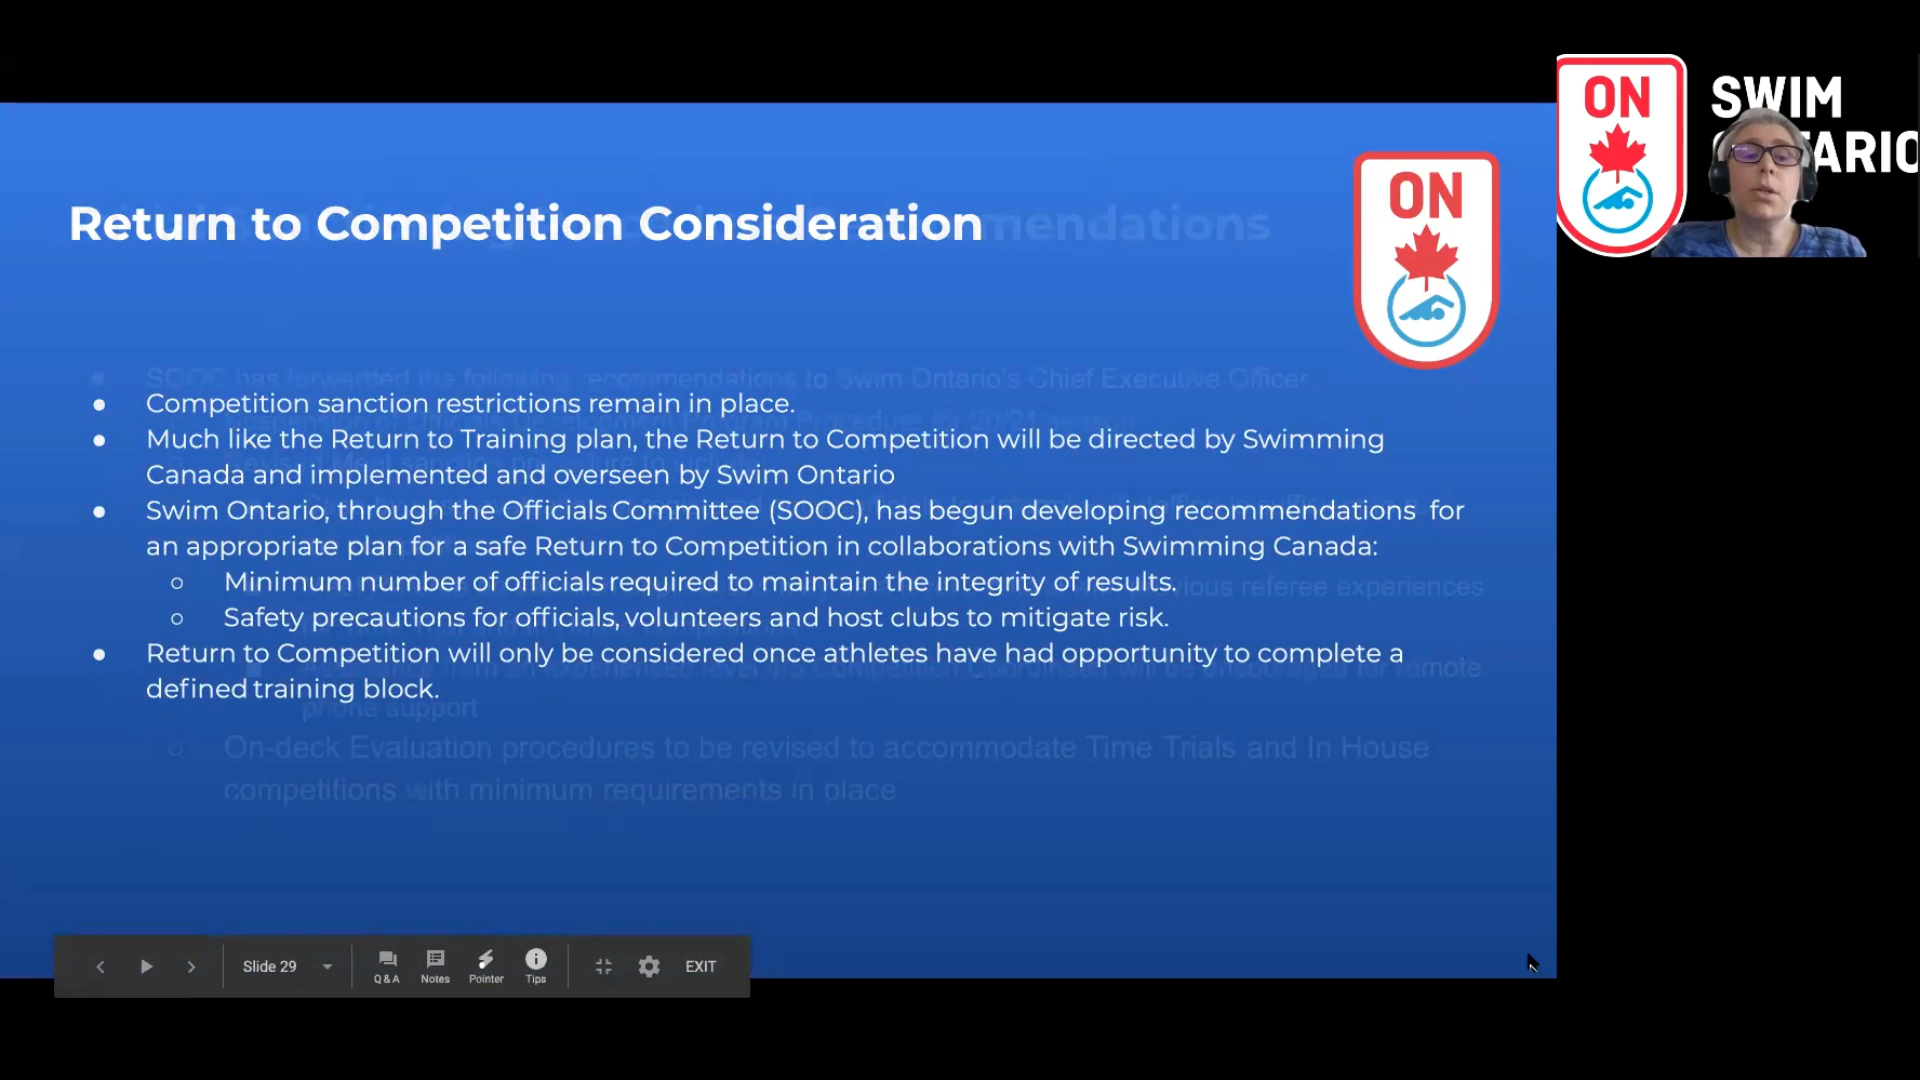 ON
SWIM
ARIO
Return to Competition Consideration
mendations
ON
SOOC has forwarded the following recommendations to Swim Ontario's Chief Executive Officer
● Competition sanction restrictions remain in place.
● Much like the Return to Training plan, the Return to Competition will be directed by Swimming
Canada and implemented and overseen by Swim Ontario
● Swim Ontario, through the Officials Committee (SOOC), has begun developing recommendations for
an appropriate plan for a safe Return to Competition in collaborations with Swimming Canada:
○ Minimum number of officials required to maintain the integrity of results.
previous referee experiences
○ Safety precautions for officials, volunteers and host clubs to mitigate risk.
● Return to Competition will only be considered once athletes have had opportunity to complete a
remote
defined training block.
phone support
○ On-deck Evaluation procedures to be revised to accommodate Time Trials and In House
competitions with minimum requirements in place
Slide 29
Q & A
Notes
Pointer
Tips
EXIT